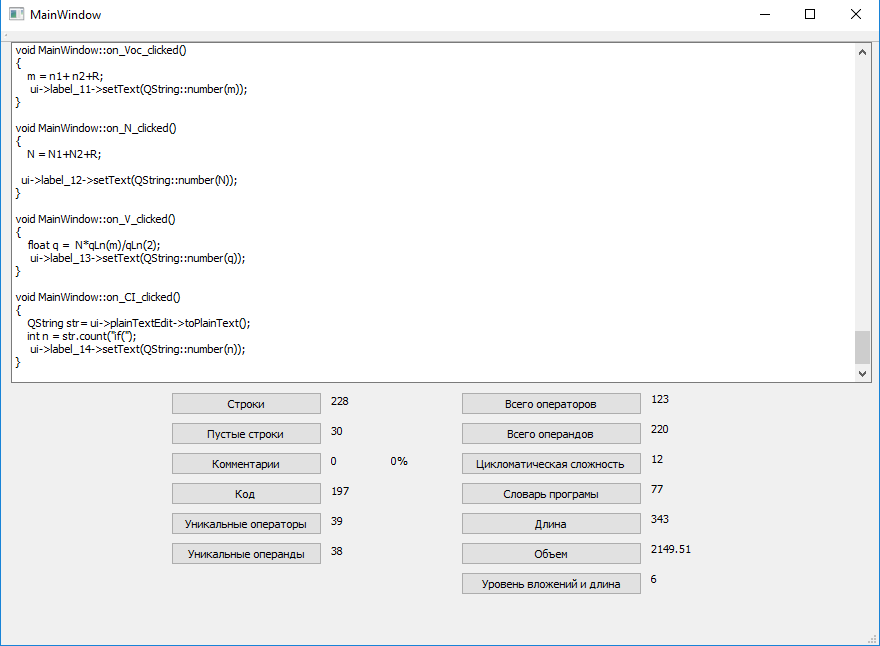 MainWindow
void MainWindow::on_Voc_clicked()
{
m = n1+ n2+R;
ui->label_11->setText(QString::number(m));
}
void MainWindow::on_N_clicked()
{
N = N1+N2+R;
ui->label_12->setText(QString::number(N));
}
void MainWindow::on_V_clicked()
{
float q = N*qLn(m)/qLn(2);
ui->label_13->setText(QString::number(q));
}
void MainWindow::on_CI_clicked()
{
QString str= ui->plainTextEdit->toPlainText();
int n = str.count("if(");
ui->label_14->setText(QString::number(n));
}
Строки 228
Пустые строки 30
Комментарии 0 0%
Код 197
Уникальные операторы 39
Уникальные операнды 38
Всего операторов 123
Всего операндов 220
Цикломатическая сложность 12
Словарь програмы 77
Длина 343
Объем 2149.51
Уровень вложений и длина 6